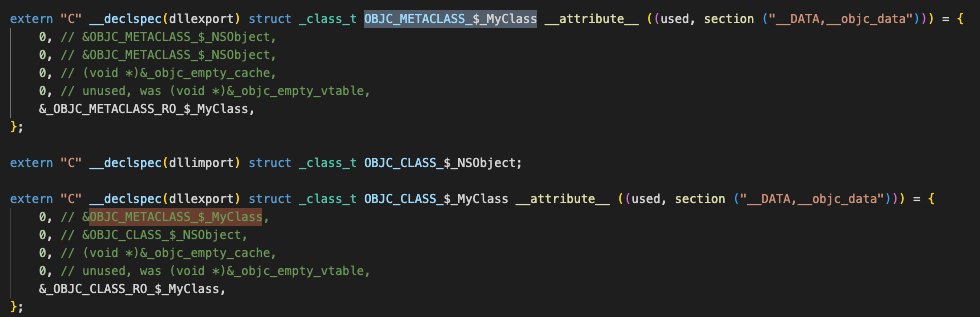 extern "C" __declspec(dllexport) struct _class_t OBJC_METACLASS_$_MyClass __attribute__ ((used, section ("__DATA,__objc_data"))) = {
    0, // &OBJC_METACLASS_$_NSObject,
    0, // &OBJC_METACLASS_$_NSObject,
    0, // (void *)&_objc_empty_cache,
    0, // unused, was (void *)&_objc_empty_vtable,
    &_OBJC_METACLASS_RO_$_MyClass,
};
extern "C" __declspec(dllimport) struct _class_t OBJC_CLASS_$_NSObject;
extern "C" __declspec(dllexport) struct _class_t OBJC_CLASS_$_MyClass __attribute__ ((used, section ("__DATA,__objc_data"))) = {
    0, // &OBJC_METACLASS_$_MyClass,
    0, // &OBJC_CLASS_$_NSObject,
    0, // (void *)&_objc_empty_cache,
    0, // unused, was (void *)&_objc_empty_vtable,
    &_OBJC_CLASS_RO_$_MyClass,
};